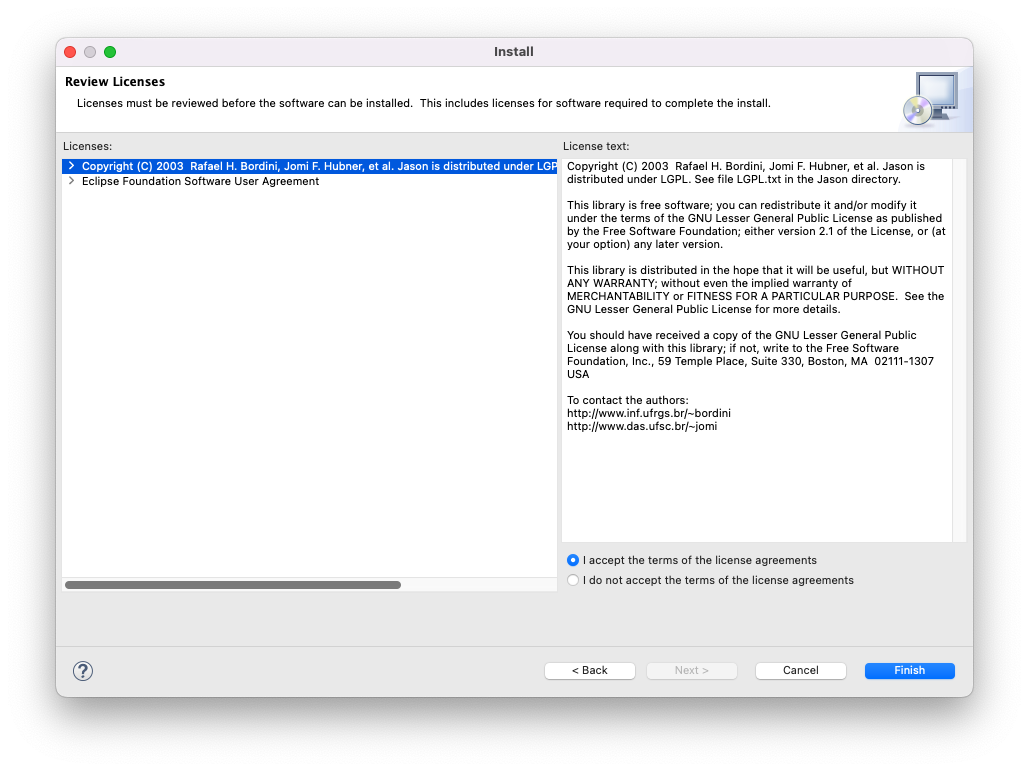 Install
Review Licenses
Licenses must be reviewed before the software can be installed.  This includes licenses for software required to complete the install.
Licenses:
Copyright (C) 2003  Rafael H. Bordini, Jomi F. Hubner, et al. Jason is distributed under LGP
Eclipse Foundation Software User Agreement
License text:
Copyright (C) 2003  Rafael H. Bordini, Jomi F. Hubner, et al. Jason is
distributed under LGPL. See file LGPL.txt in the Jason directory.
This library is free software; you can redistribute it and/or modify it
under the terms of the GNU Lesser General Public License as published
by the Free Software Foundation; either version 2.1 of the License, or (at
your option) any later version.
This library is distributed in the hope that it will be useful, but WITHOUT
ANY WARRANTY; without even the implied warranty of
MERCHANTABILITY or FITNESS FOR A PARTICULAR PURPOSE.  See the
GNU Lesser General Public License for more details.
You should have received a copy of the GNU Lesser General Public
License along with this library; if not, write to the Free Software
Foundation, Inc., 59 Temple Place, Suite 330, Boston, MA  02111-1307
USA
To contact the authors:
http://www.inf.ufrgs.br/~bordini
http://www.das.ufsc.br/~jomi
I accept the terms of the license agreements
I do not accept the terms of the license agreements
?
< Back
Next >
Cancel
Finish